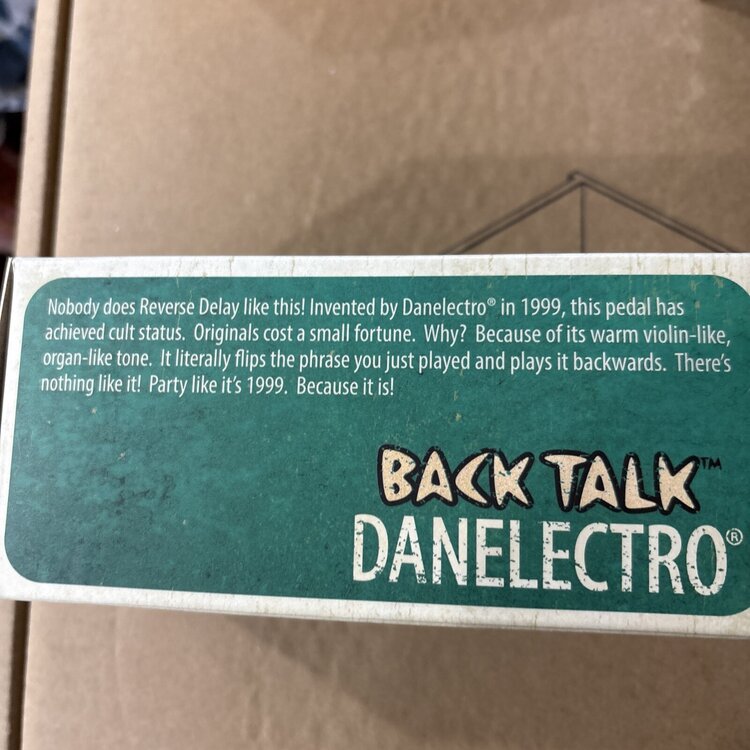 Nobody does Reverse Delay like this! Invented by Danelectro® in 1999, this pedal has
achieved cult status. Originals cost a small fortune. Why? Because of its warm violin-like,
organ-like tone. It literally flips the phrase you just played and plays it backwards. There's
nothing like it! Party like it's 1999. Because it is!
BACK TALK™
DANELECTRO®